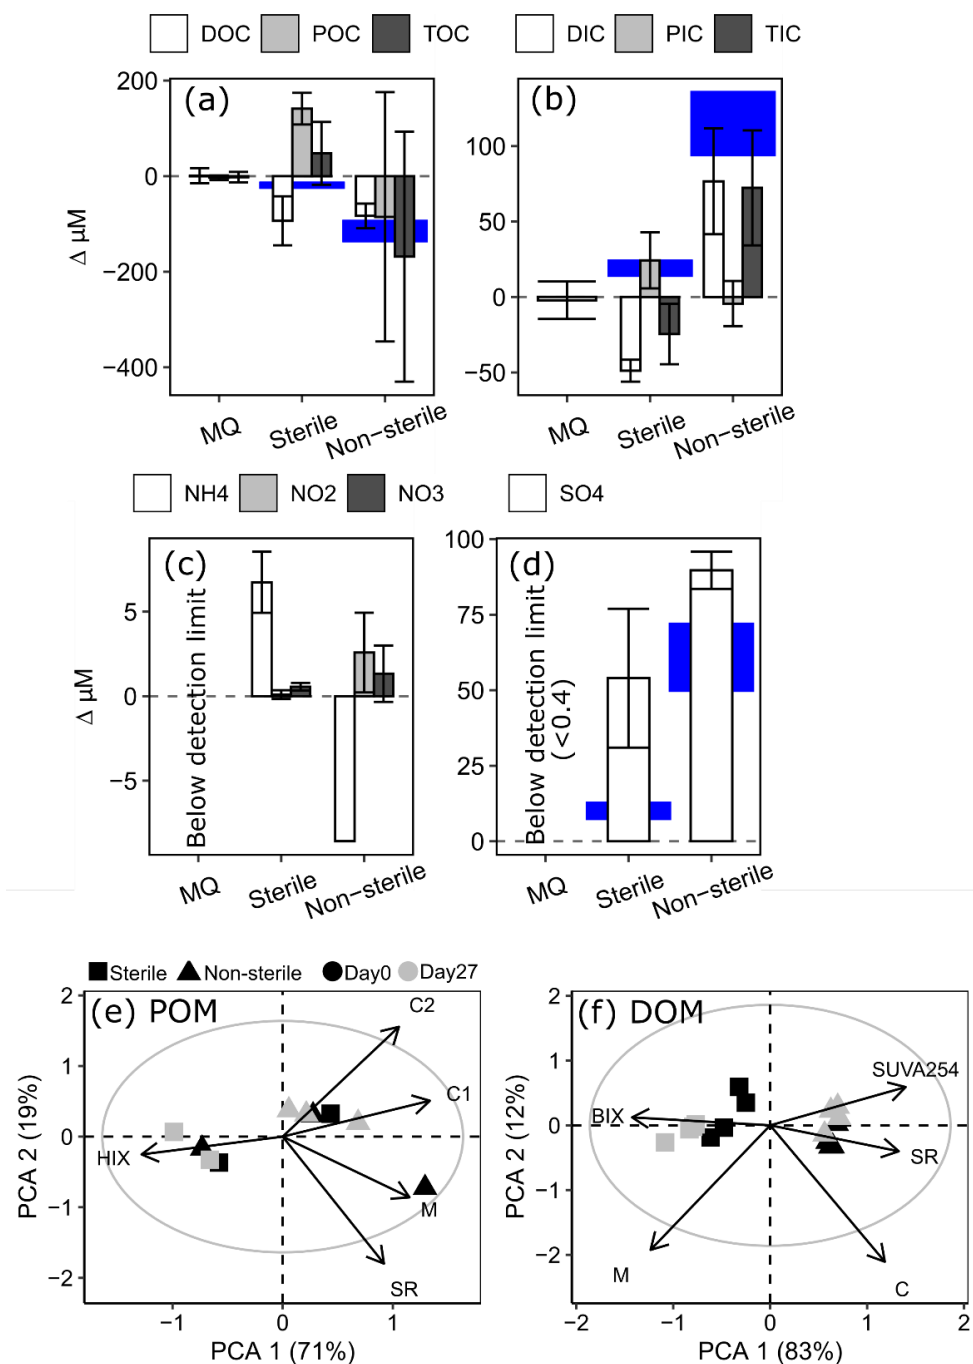 DOC POC TOC DIC PIC TIC
(a) (b)
200
0
−200
−400
Δ μM
100
50
0
−50
MQ Sterile Non−sterile MQ Sterile Non−sterile
NH4 NO2 NO3 SO4
(c) (d)
5
0
−5
Δ μM
Below detection limit
100
75
50
25
0
Below detection limit
(<0.4)
MQ Sterile Non−sterile MQ Sterile Non−sterile
Sterile Non-sterile Day0 Day27
(e) POM (f) DOM
2
1
0
−1
−2
PCA 2 (19%)
C2
C1
HIX
M
SR
−1 0 1
PCA 1 (71%)
2
1
0
−1
−2
PCA 2 (12%)
SUVA254
BIX
SR
M
C
−2 −1 0 1 2
PCA 1 (83%)